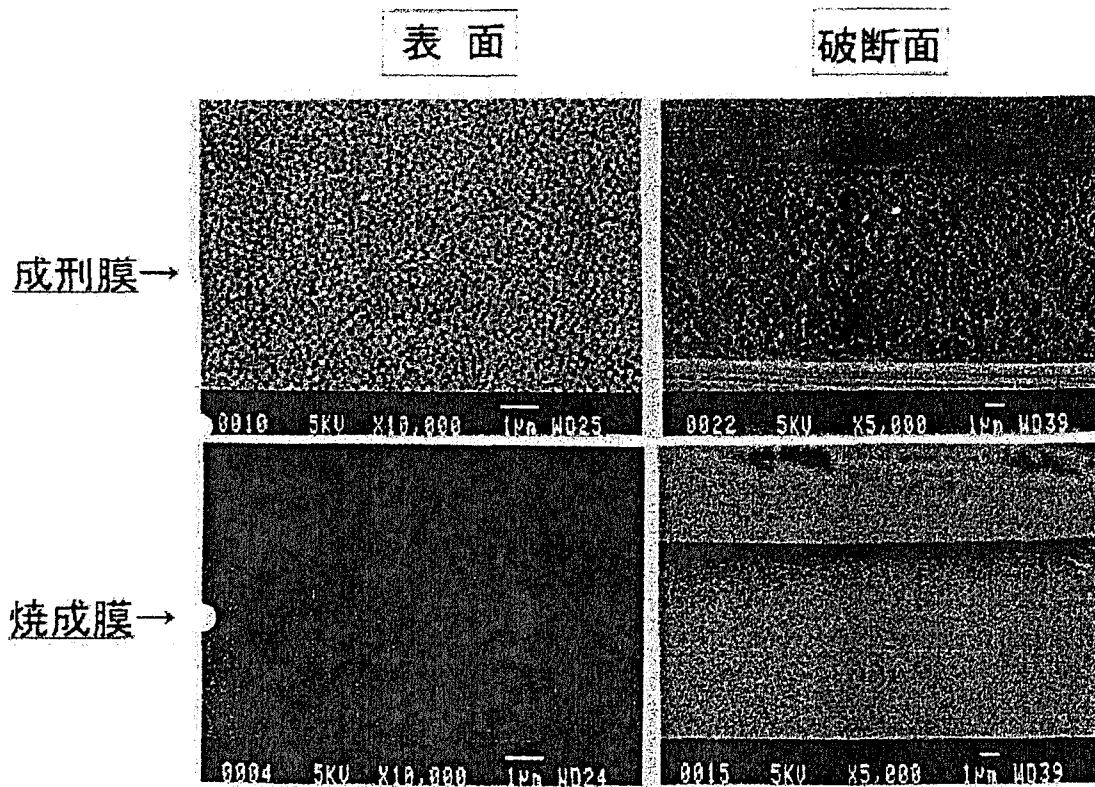 表 面
破断面
成刑膜→
0010 5KV X10,000 1μm WD25
0022 5KV X5,000 1μm WD39
焼成膜→
0004 5KV X10,000 1μm WD24
0015 5KV X5,000 1μm WD39